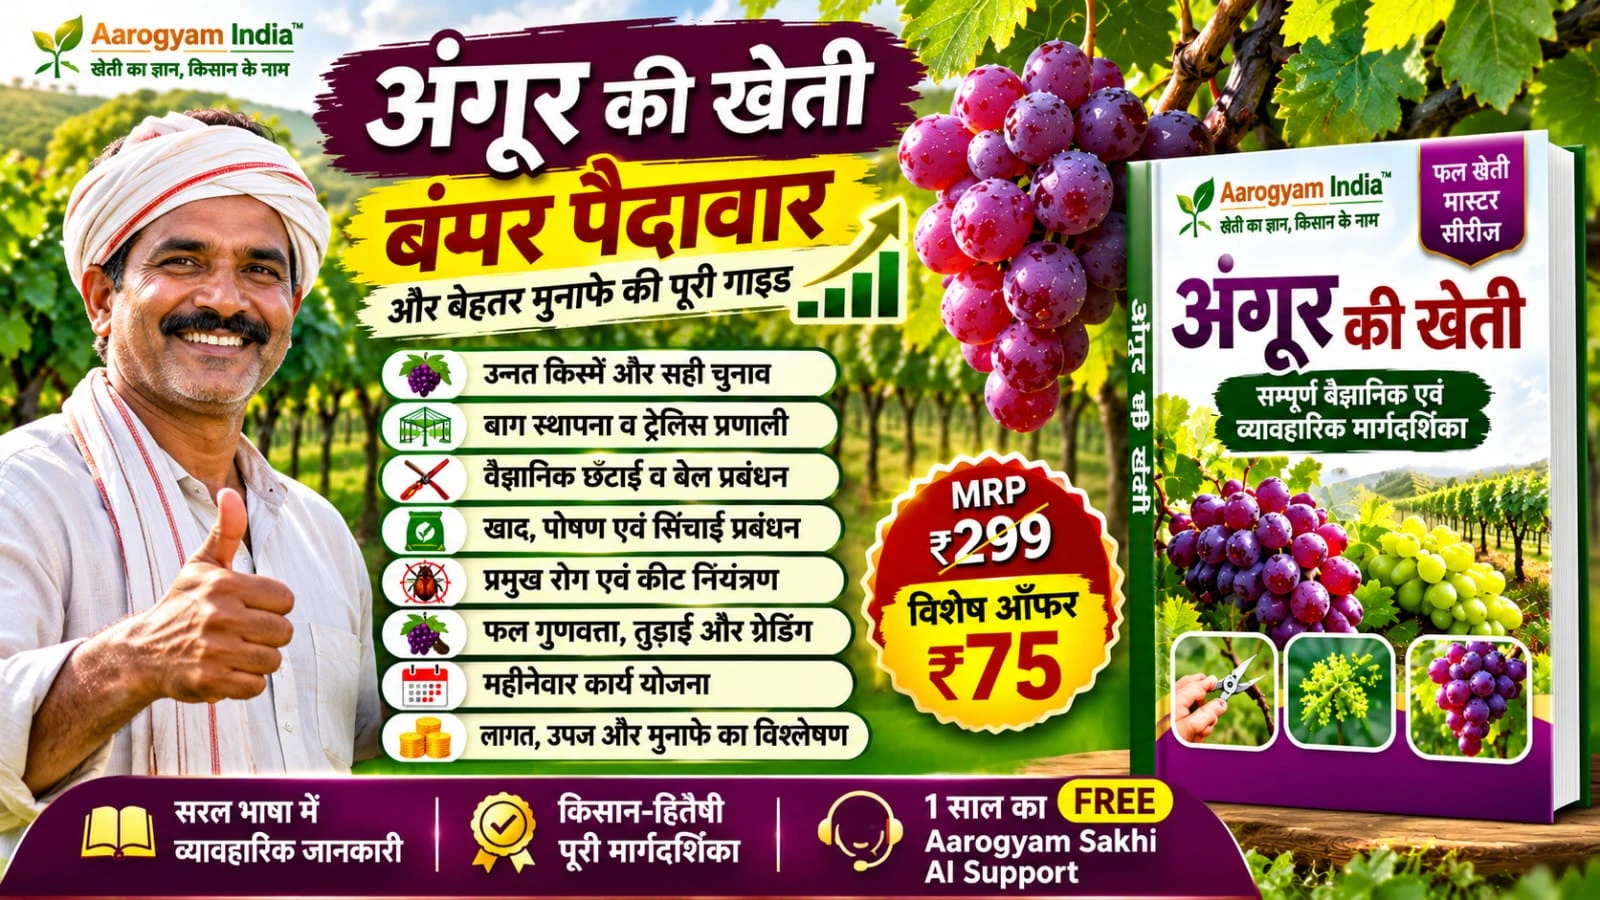 Aarogyam India™
खेती का ज्ञान, किसान के नाम
अंगूर की खेती
बंपर पैदावार
और बेहतर मुनाफे की पूरी गाइड
उन्नत किस्में और सही चुनाव
बाग स्थापना व ट्रेलिस प्रणाली
वैज्ञानिक छँटाई व बेल प्रबंधन
खाद, पोषण एवं सिंचाई प्रबंधन
प्रमुख रोग एवं कीट नियंत्रण
फल गुणवत्ता, तुड़ाई और ग्रेडिंग
महीनेवार कार्य योजना
लागत, उपज और मुनाफे का विश्लेषण
MRP
₹299
विशेष ऑफर
₹75
Aarogyam India™
खेती का ज्ञान, किसान के नाम
फल खेती
मास्टर
सीरीज
अंगूर की खेती
सम्पूर्ण वैज्ञानिक एवं
व्यावहारिक मार्गदर्शिका
सरल भाषा में
व्यावहारिक जानकारी
किसान-हितैषी
पूरी मार्गदर्शिका
1 साल का FREE
Aarogyam Sakhi
AI Support